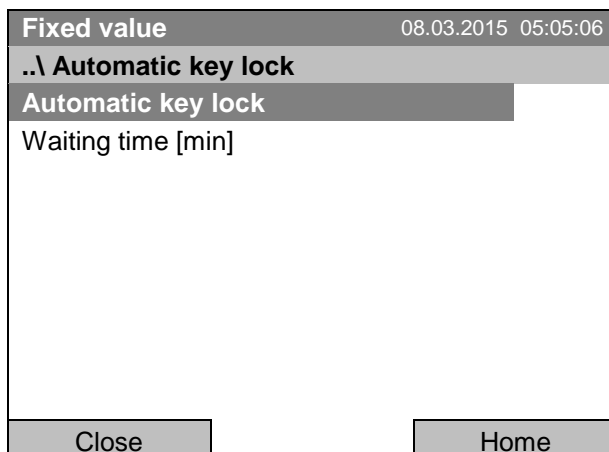 Fixed value 08.03.2015 05:05:06
..\ Automatic key lock
Automatic key lock
Waiting time [min]
Close Home